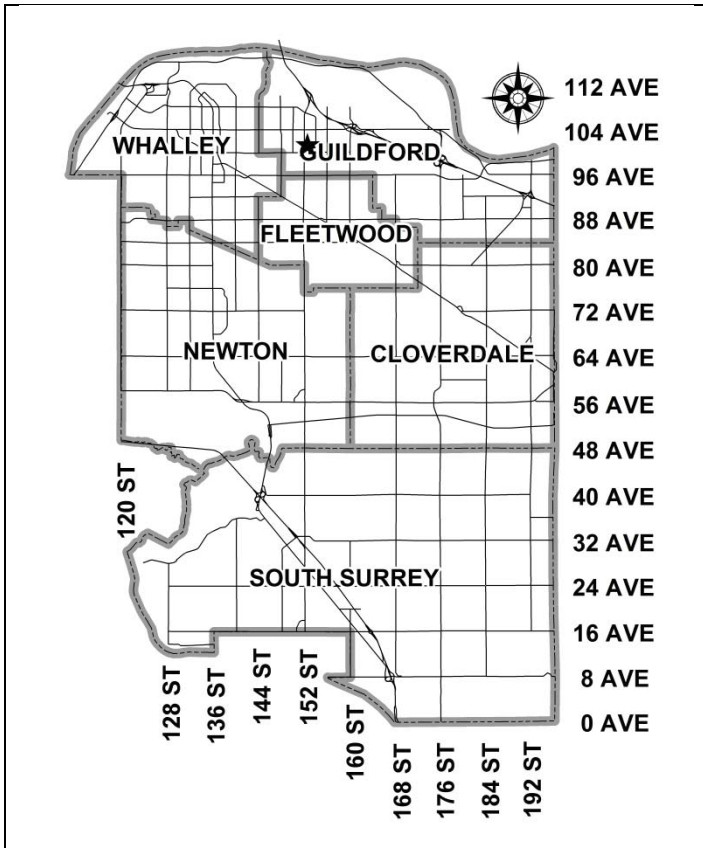 112 AVE
104 AVE
WHALLEY
GUILDFORD
96 AVE
88 AVE
FLEETWOOD
80 AVE
72 AVE
NEWTON
CLOVERDALE
64 AVE
56 AVE
48 AVE
120 ST
40 AVE
32 AVE
SOUTH SURREY
24 AVE
16 AVE
8 AVE
0 AVE
128 ST
136 ST
144 ST
152 ST
160 ST
168 ST
176 ST
184 ST
192 ST